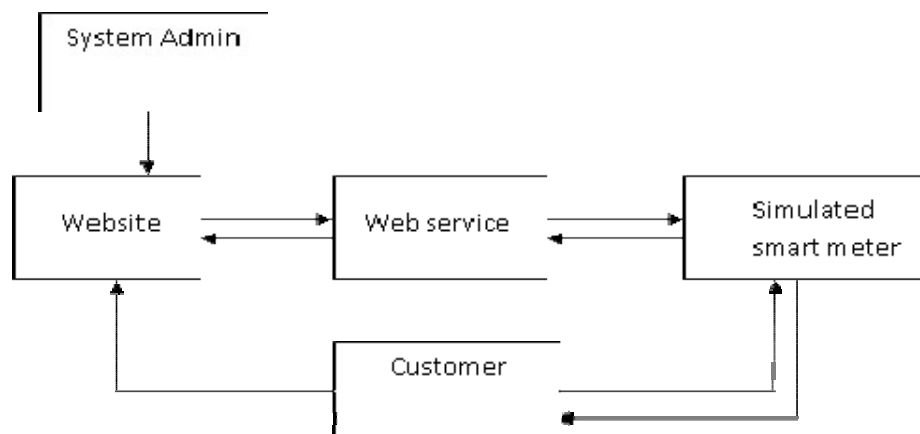 System Admin
Website
Web service
Simulated
smart meter
Customer